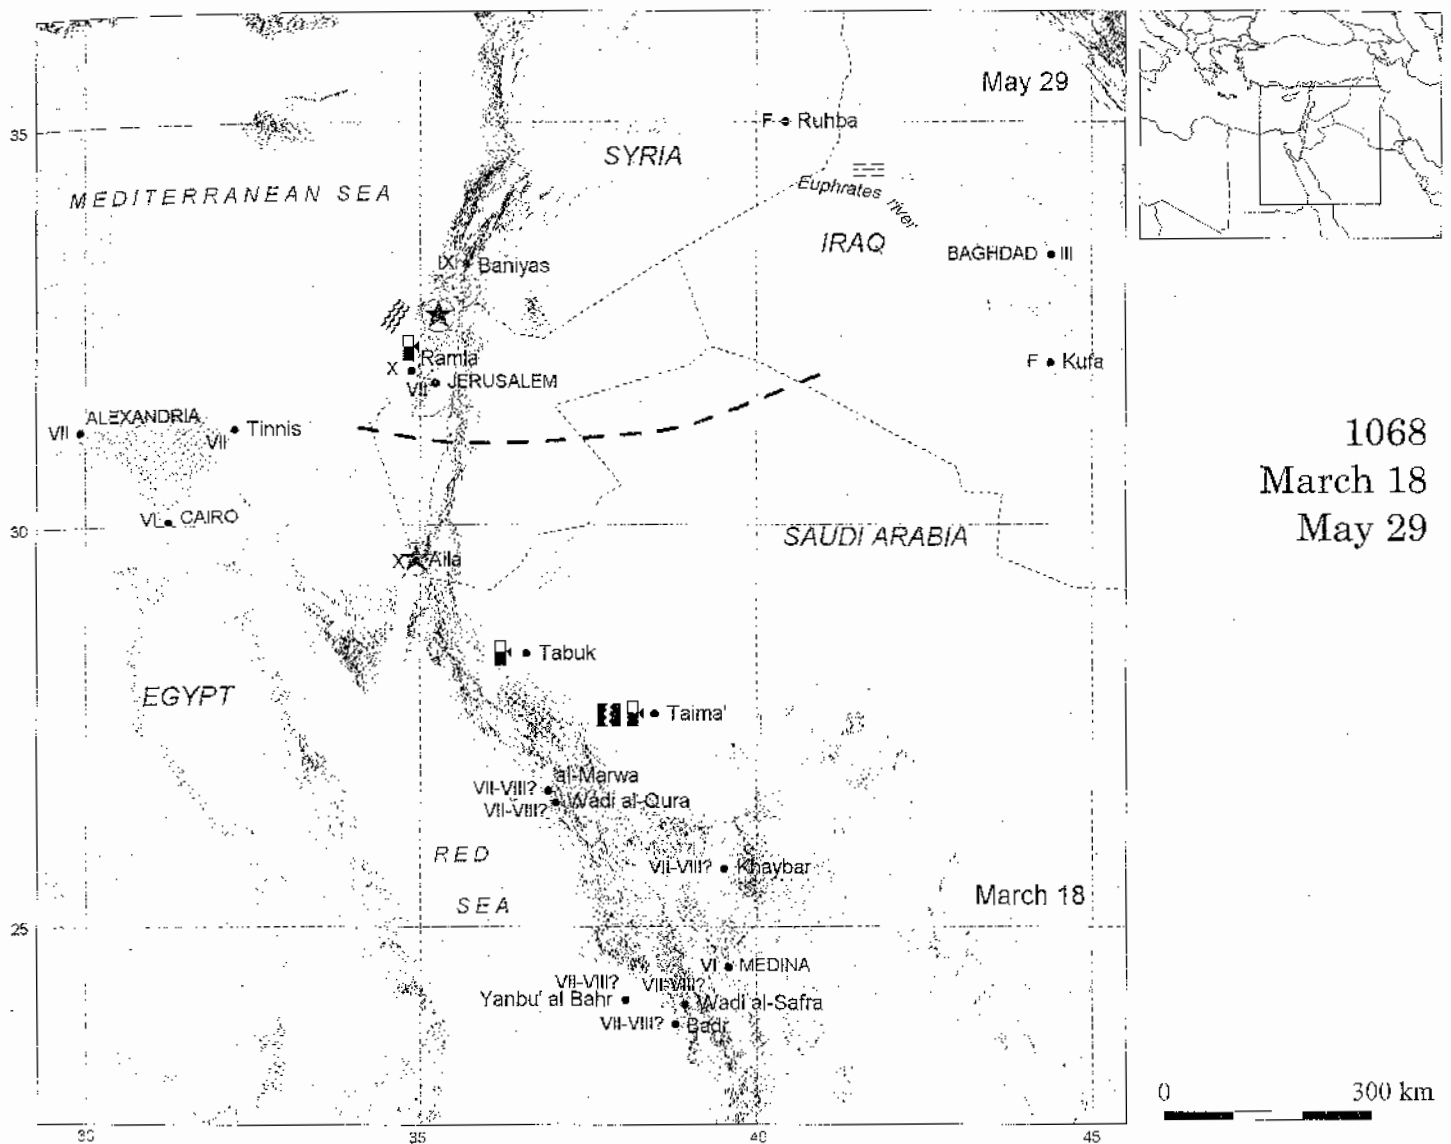 May 29
35
F Ruhba
SYRIA
MEDITERRANEAN SEA
Euphrates river
IRAQ
BAGHDAD III
IX Baniyas
Ramla
X
F Kufa
VII JERUSALEM
ALEXANDRIA
VII
VII Tinnis
1068
March 18
May 29
VI CAIRO
30
SAUDI ARABIA
X Aila
Tabuk
EGYPT
Taima'
al-Marwa
VII-VIII?
VII-VIII? Wadi al-Qura
RED
SEA
VII-VIII? Khaybar
March 18
25
VI MEDINA
VII-VIII? VII-VIII?
Yanbu' al Bahr Wadi al-Safra
VII-VIII? Badr
0 300 km
30 35 40 45